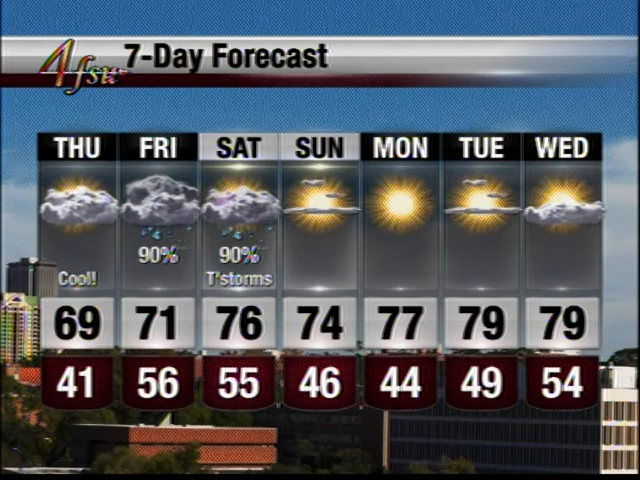 4fsu
7-Day Forecast
THU FRI SAT SUN MON TUE WED
90% 90%
Cool! T'storms
69 71 76 74 77 79 79
41 56 55 46 44 49 54